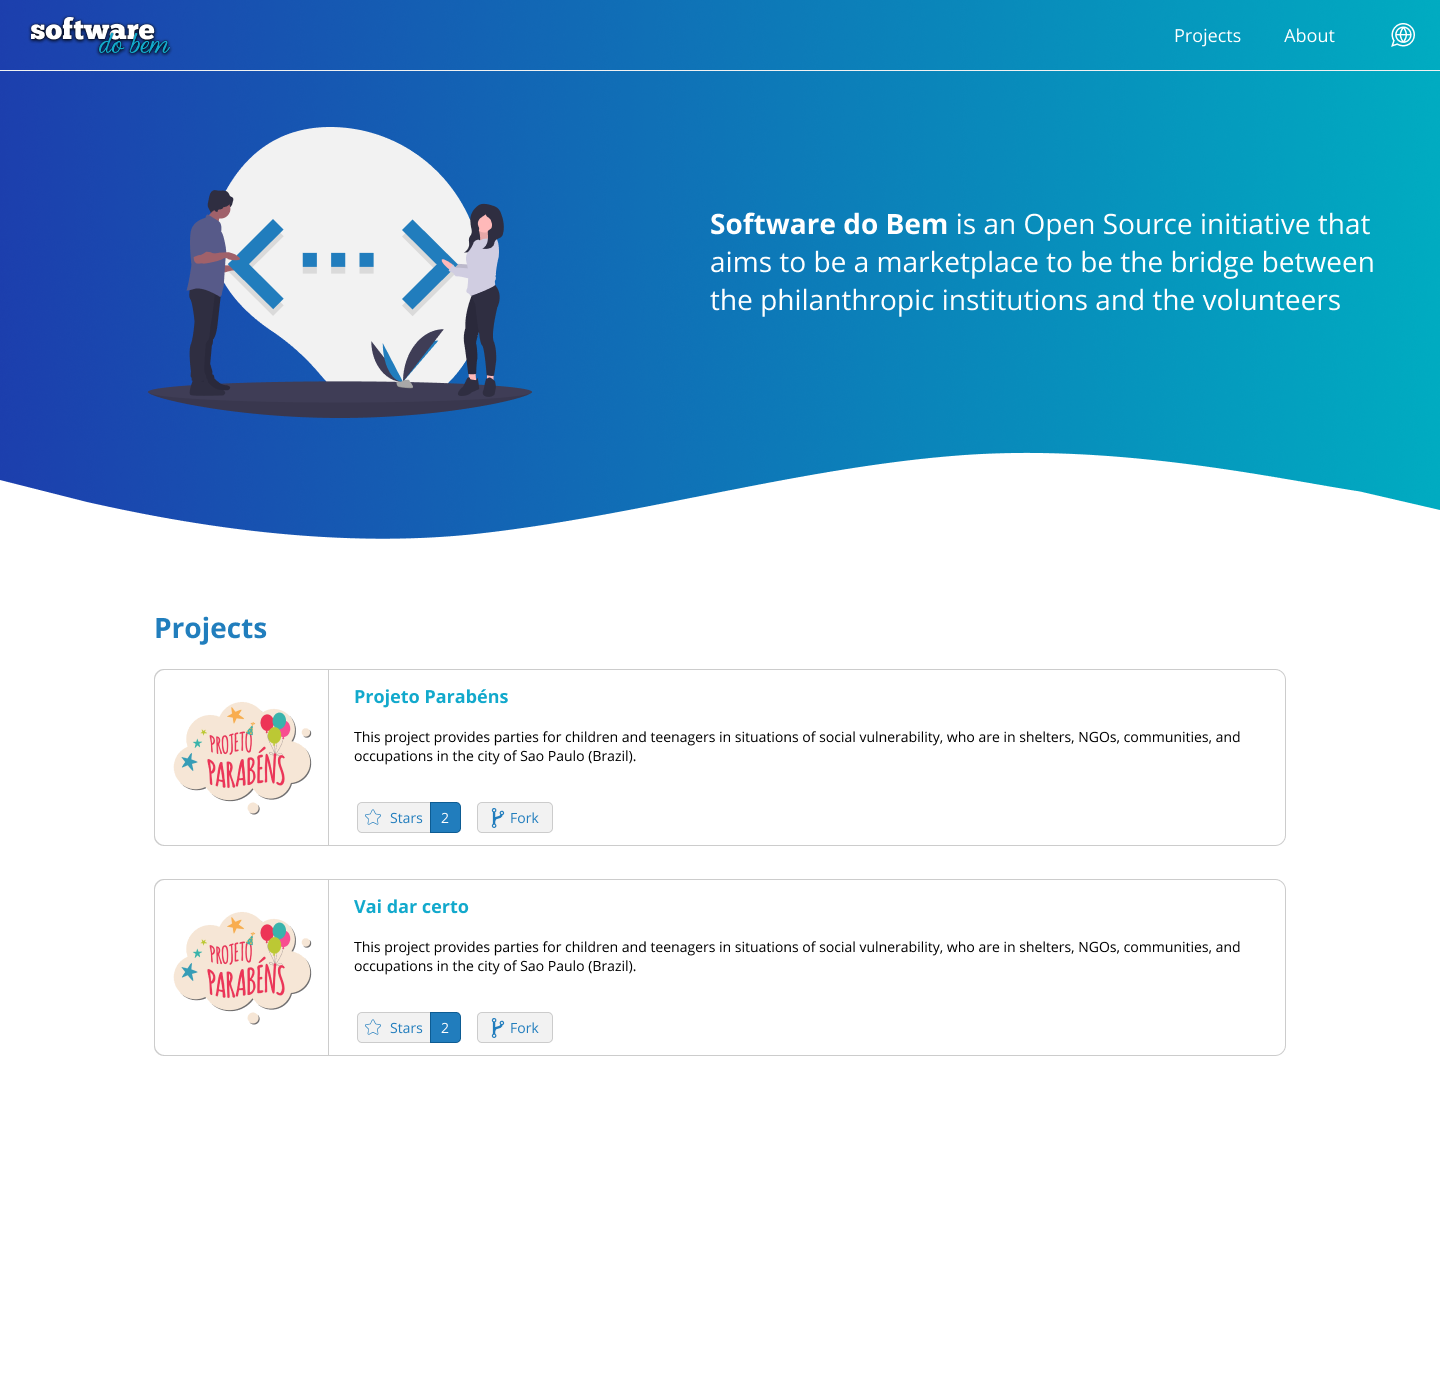 software
do bem
Projects
About
Software do Bem is an Open Source initiative that
aims to be a marketplace to be the bridge between
the philanthropic institutions and the volunteers
Projects
PROJETO
PARABÉNS
Projeto Parabéns
This project provides parties for children and teenagers in situations of social vulnerability, who are in shelters, NGOs, communities, and
occupations in the city of Sao Paulo (Brazil).
Stars 2 Fork
PROJETO
PARABÉNS
Vai dar certo
This project provides parties for children and teenagers in situations of social vulnerability, who are in shelters, NGOs, communities, and
occupations in the city of Sao Paulo (Brazil).
Stars 2 Fork